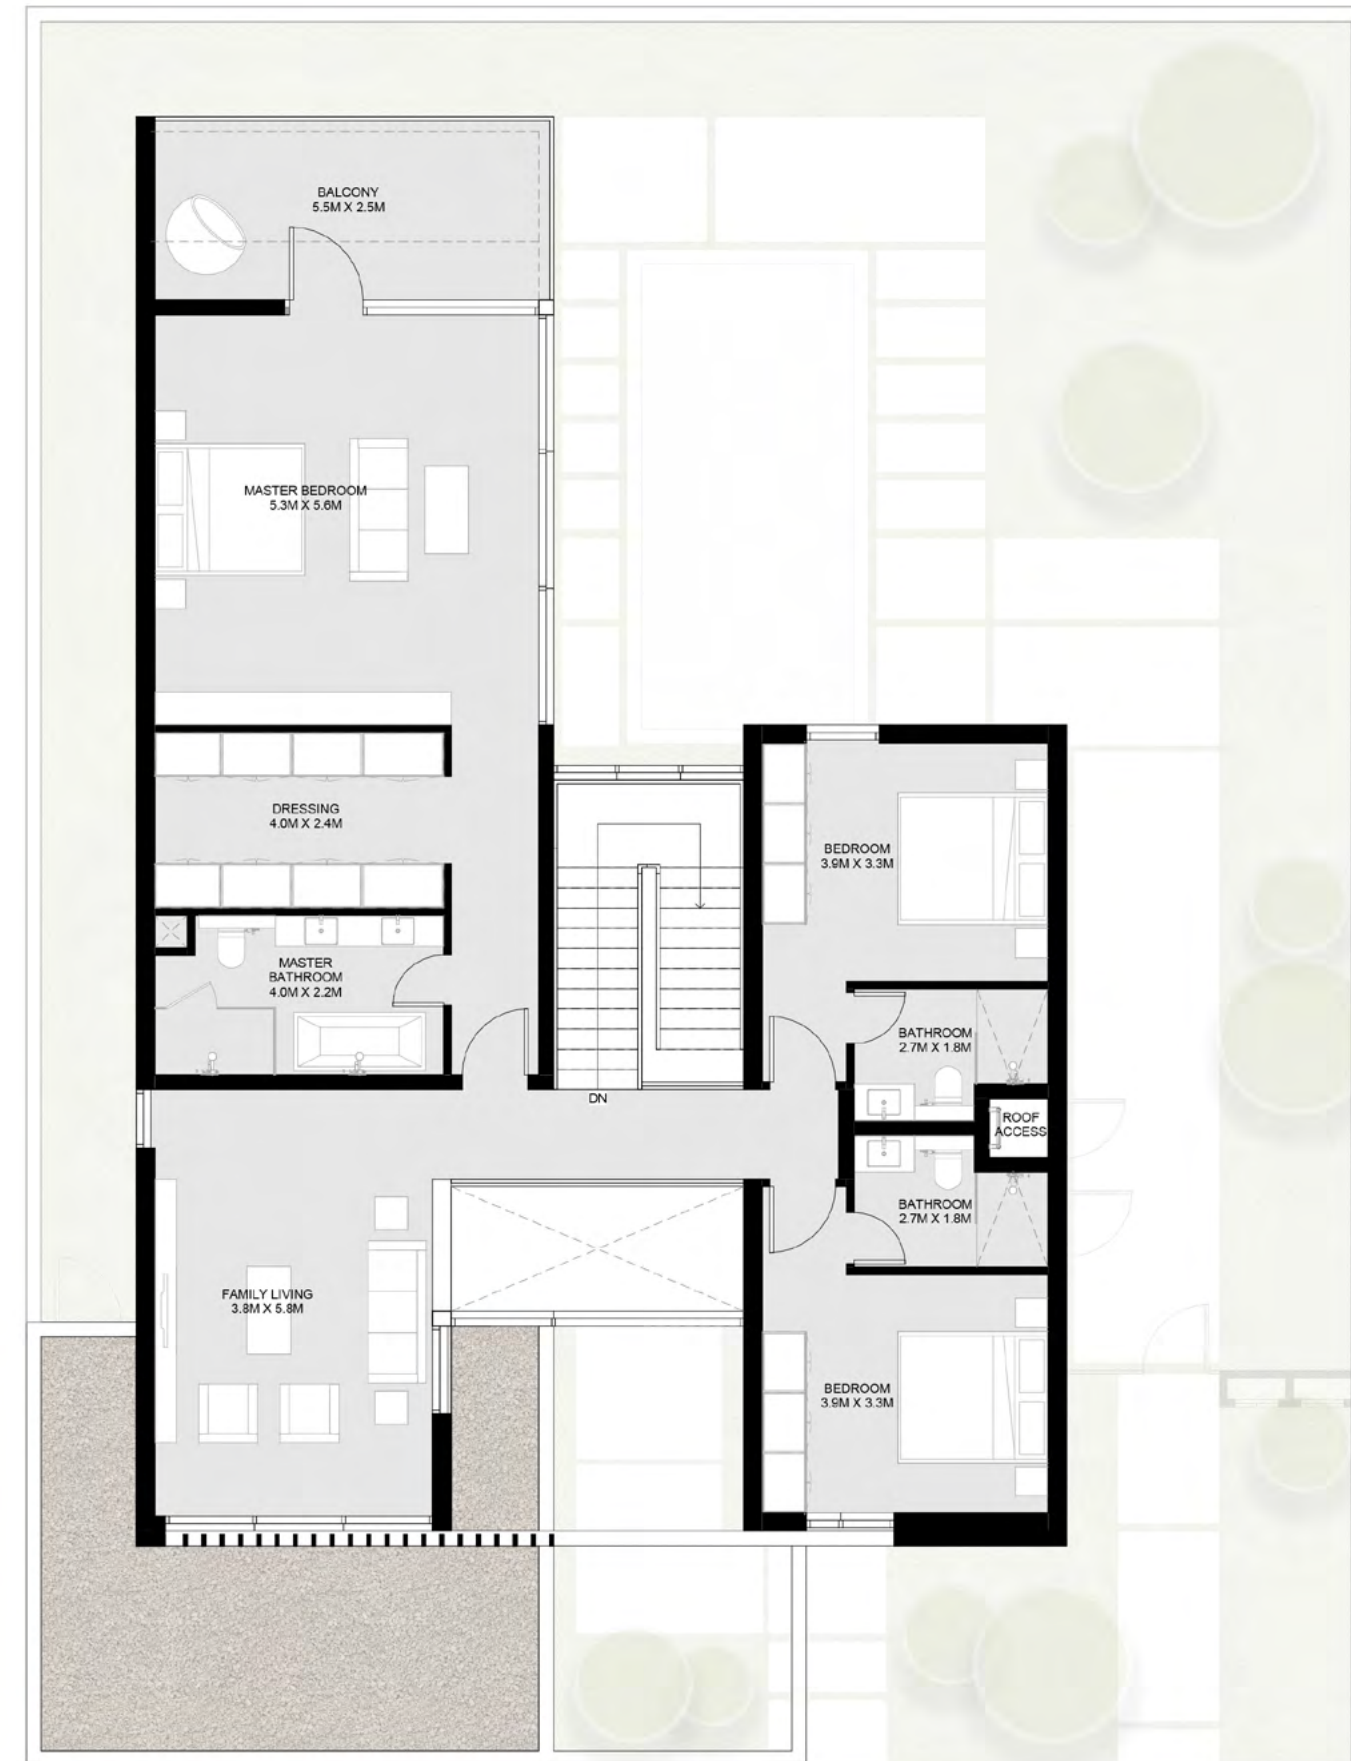 BALCONY
5.5M X 2.5M
MASTER BEDROOM
5.3M X 5.6M
DRESSING
4.0M X 2.4M
BEDROOM
3.9M X 3.3M
MASTER
BATHROOM
4.0M X 2.2M
BATHROOM
2.7M X 1.8M
DN
ROOF
ACCESS
BATHROOM
2.7M X 1.8M
FAMILY LIVING
3.8M X 5.8M
BEDROOM
3.9M X 3.3M